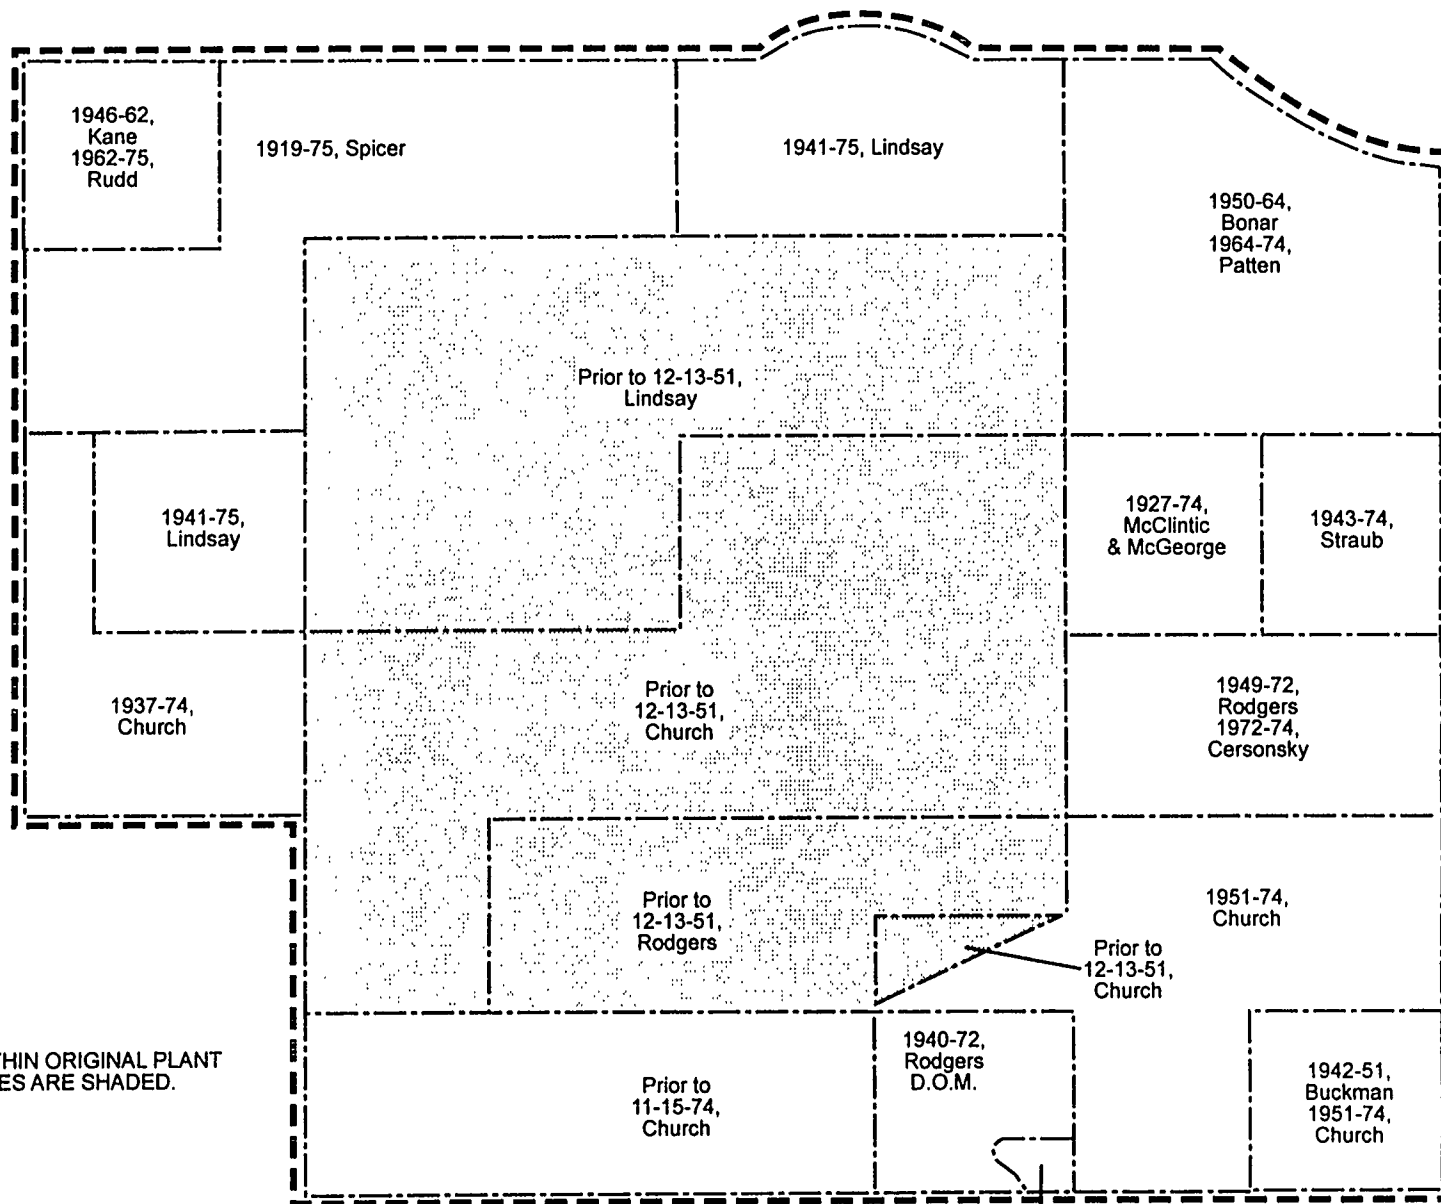 1946-62,
Kane
1962-75,
Rudd
1919-75, Spicer
1941-75, Lindsay
1950-64,
Bonar
1964-74,
Patten
Prior to 12-13-51,
Lindsay
1941-75,
Lindsay
1927-74,
McClintic
& McGeorge
1943-74,
Straub
1937-74,
Church
Prior to
12-13-51,
Church
1949-72,
Rodgers
1972-74,
Cersonsky
Prior to
12-13-51,
Rodgers
1951-74,
Church
Prior to
12-13-51,
Church
ORIGINAL PLANT
ARE SHADED.
Prior to
11-15-74,
Church
1940-72,
Rodgers
D.O.M.
1942-51,
Buckman
1951-74,
Church